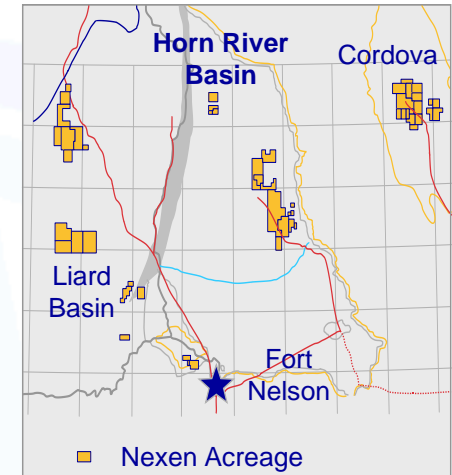 Horn River
Basin
Cordova
Liard
Basin
Fort
Nelson
Nexen Acreage